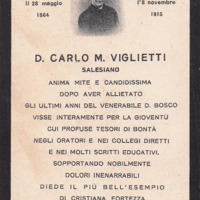 il 28 maggio l'8 novembre
1864 1915
D. CARLO M. VIGLIETTI
SALESIANO
ANIMA MITE E CANDIDISSIMA
DOPO AVER ALLIETATO
GLI ULTIMI ANNI DEL VENERABILE D. BOSCO
VISSE INTERAMENTE PER LA GIOVENTÙ
CUI PROFUSE TESORI DI BONTÀ
NEGLI ORATORI E NEI COLLEGI DIRETTI
E NEI MOLTI SCRITTI EDUCATIVI.
SOPPORTANDO NOBILMENTE
DOLORI INENARRABILI
DIEDE IL PIÙ BELL'ESEMPIO
DI CRISTIANA FORTEZZA